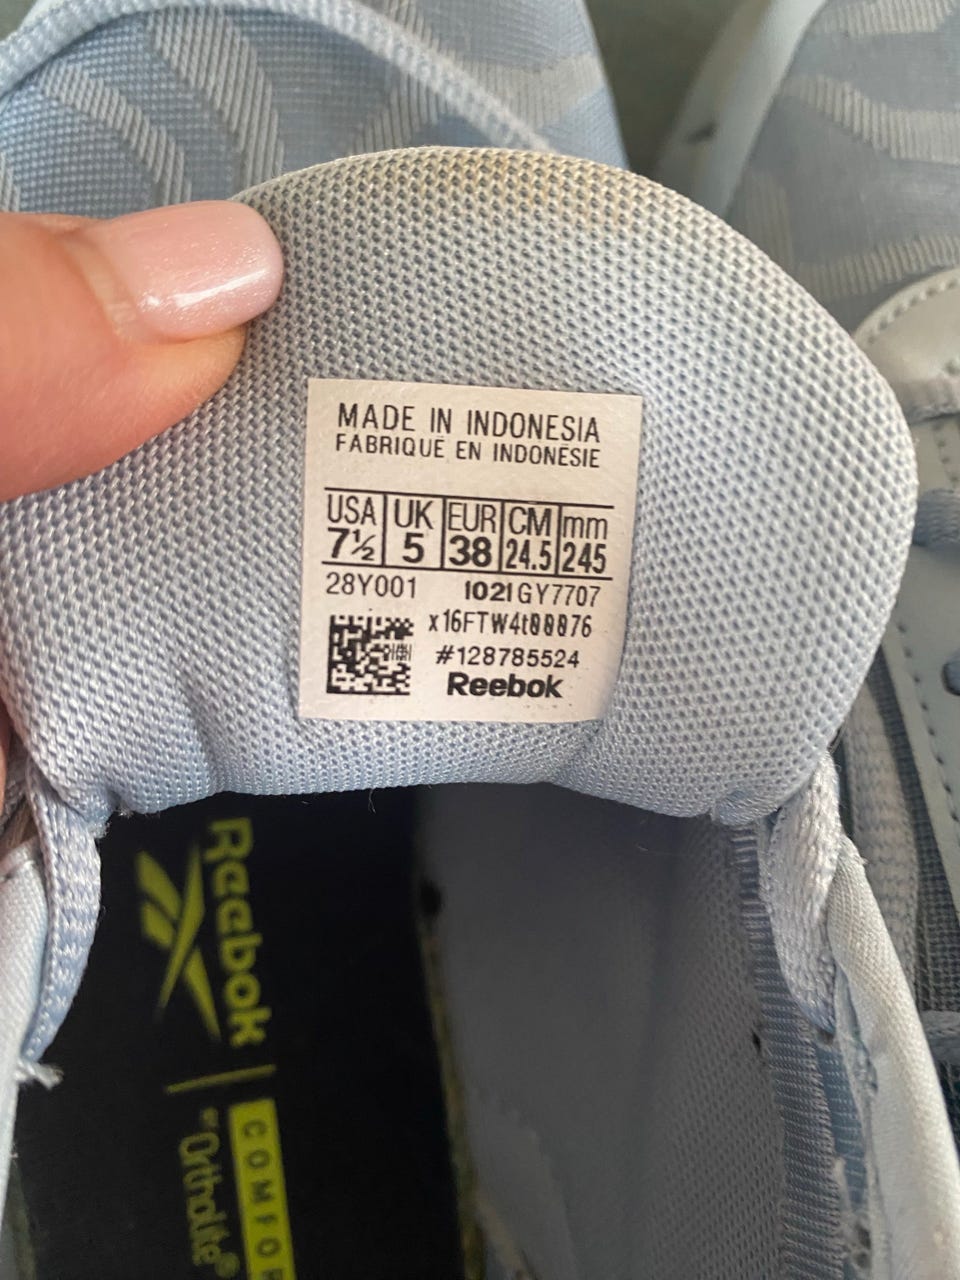 MADE IN INDONESIA
FABRIQUÉ EN INDONÉSIE
USA UK EUR CM mm
7½ 5 38 24.5 245
28Y001 1021 GY7707
x16FTW4t00076
#128785524
Reebok
Reebok
COMFOR
Ortholite®